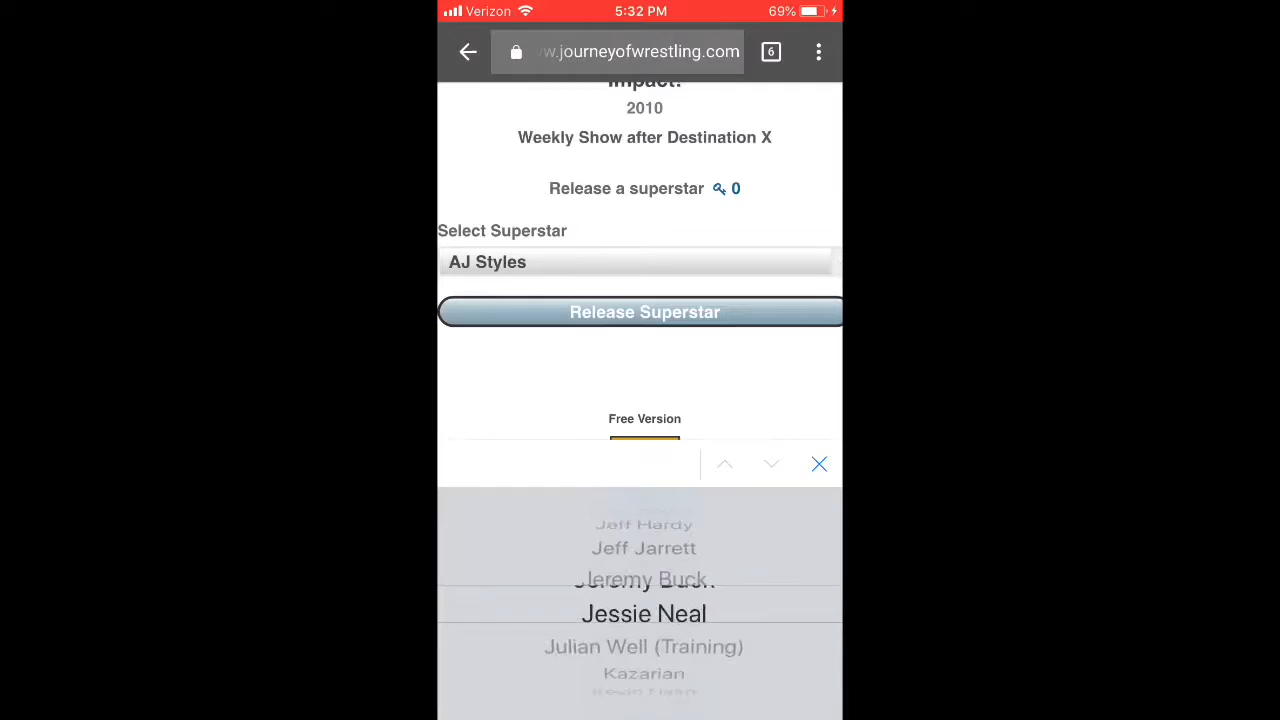 Verizon 5:32 PM 69%
w.journeyofwrestling.com 6
Impact!
2010
Weekly Show after Destination X
Release a superstar 0
Select Superstar
AJ Styles
Release Superstar
Free Version
Jeff Hardy
Jeff Jarrett
Jeremy Buck
Jessie Neal
Julian Well (Training)
Kazarian